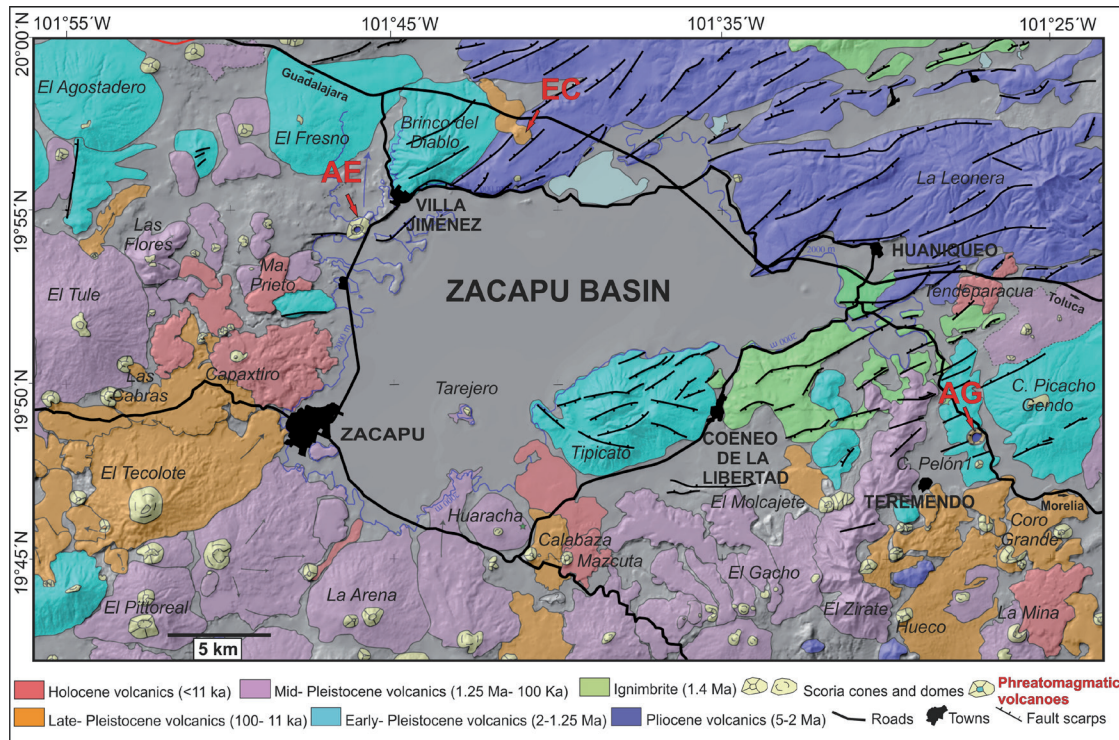 101°55´W
101°45´W
101°35´W
101°25´W
20°00´N
19°55´N
19°50´N
19°45´N
El Agostadero
Guadalajara
El Fresno
Brinco del
Diablo
EC
AE
VILLA
JIMÉNEZ
La Leonera
HUANIQUEO
2000 m
Las
Flores
Ma.
Prieto
El Tule
ZACAPU BASIN
Tendeparacua
Toluca
2000 m
Las
Cabras
Capaxtiro
Tarejero
C. Picacho
Gendo
AG
ZACAPU
COENEO
DE LA
LIBERTAD
Tipicato
C. Pelón1
El Tecolote
El Molcajete
TEREMENDO
Morelia
Huaracha
Coro
Grande
Calabaza
Mazcuta
El Gacho
El Pittoreal
La Arena
El Zirate
La Mina
Hueco
5 km
Holocene volcanics (<11 ka)
Mid- Pleistocene volcanics (1.25 Ma- 100 Ka)
Ignimbrite (1.4 Ma)
Scoria cones and domes
Phreatomagmatic
volcanoes
Late- Pleistocene volcanics (100- 11 ka)
Early- Pleistocene volcanics (2-1.25 Ma)
Pliocene volcanics (5-2 Ma)
Roads
Towns
Fault scarps